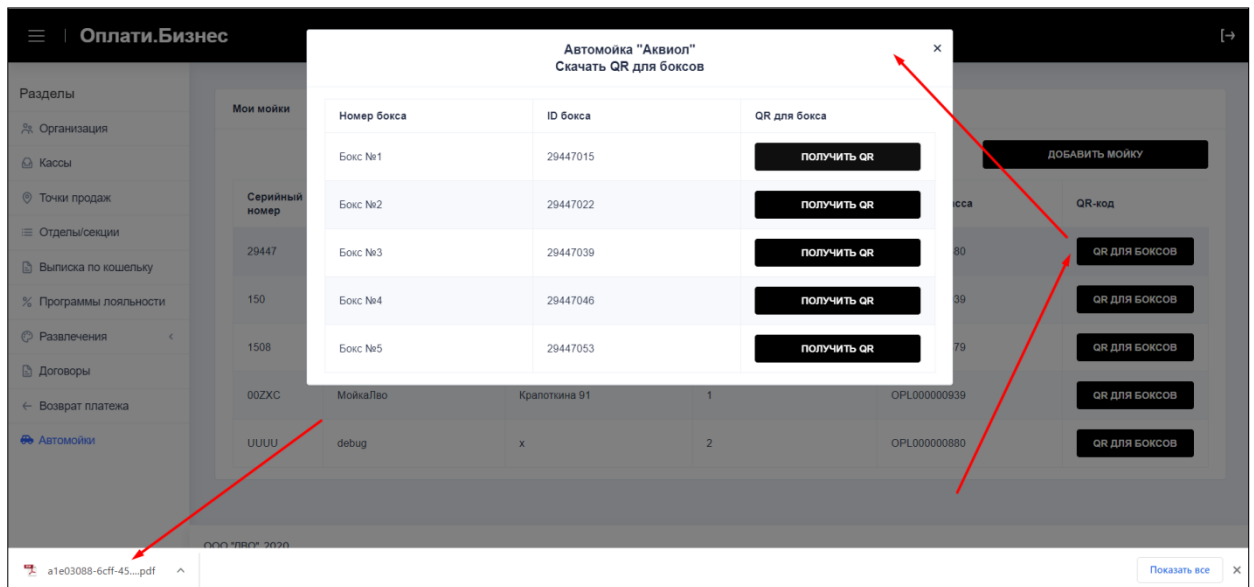 Оплати.Бизнес
Автомойка "Аквиол"
Скачать QR для боксов
×
Разделы
Организация
Кассы
Точки продаж
Отделы/секции
Выписка по кошельку
Программы лояльности
Развлечения
Договоры
Возврат платежа
Автомойки
Мои мойки
ДОБАВИТЬ МОЙКУ
Номер бокса ID бокса QR для бокса
Бокс №1 29447015 ПОЛУЧИТЬ QR
Бокс №2 29447022 ПОЛУЧИТЬ QR
Бокс №3 29447039 ПОЛУЧИТЬ QR
Бокс №4 29447046 ПОЛУЧИТЬ QR
Бокс №5 29447053 ПОЛУЧИТЬ QR
Серийный
номер
сса QR-код
29447 80 QR ДЛЯ БОКСОВ
150 39 QR ДЛЯ БОКСОВ
1508 79 QR ДЛЯ БОКСОВ
00ZXC МойкаЛво Крапоткина 91 1 OPL000000939 QR ДЛЯ БОКСОВ
UUUU debug x 2 OPL000000880 QR ДЛЯ БОКСОВ
ООО "ЛВО", 2020
a1e03088-6cff-45....pdf
Показать все